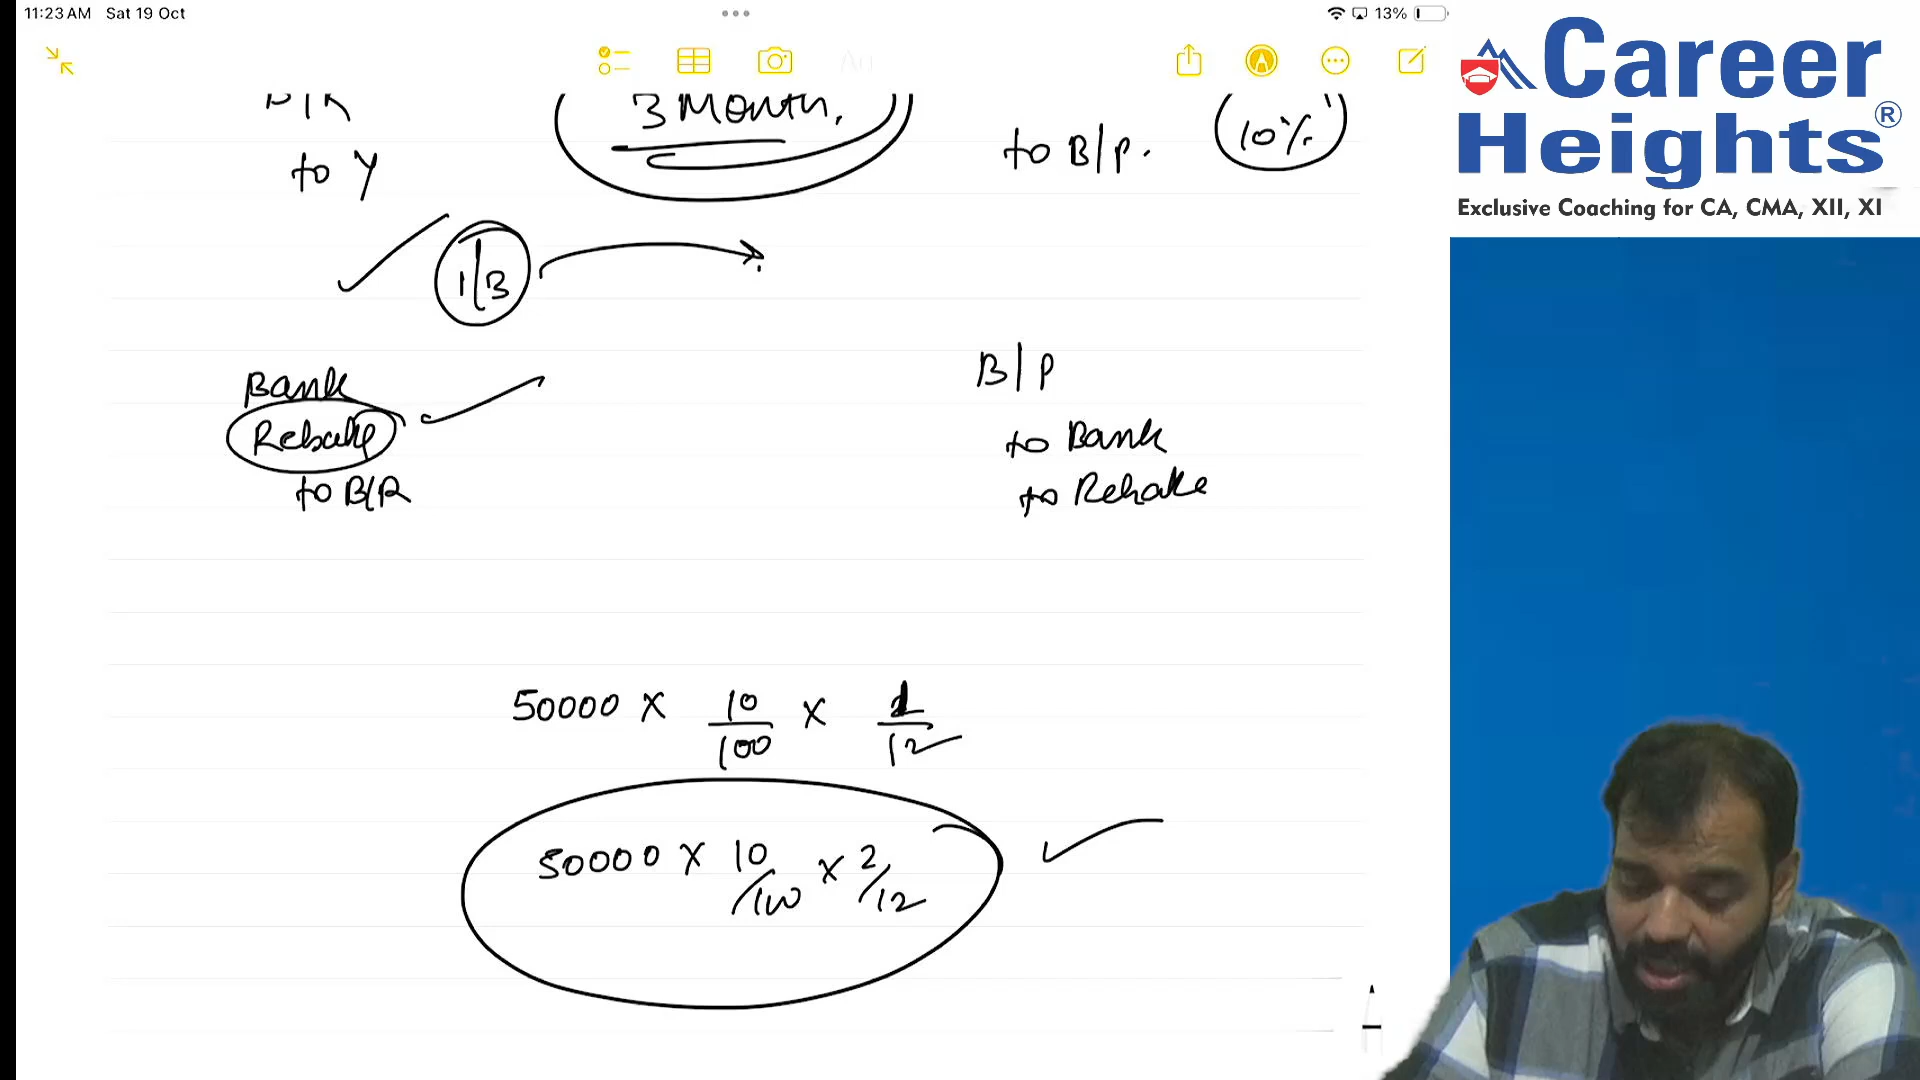 11:23 AM Sat 19 Oct
13%
Career
Heights®
Exclusive Coaching for CA, CMA, XII, XI
B/R
3 Month.
to B/P.
10%
to Y
1/3
Bank
Rebate
to B/R
B/P
to Bank
to Rebate
50000 X 10/100 X 1/12
50000 X 10/100 X 2/12